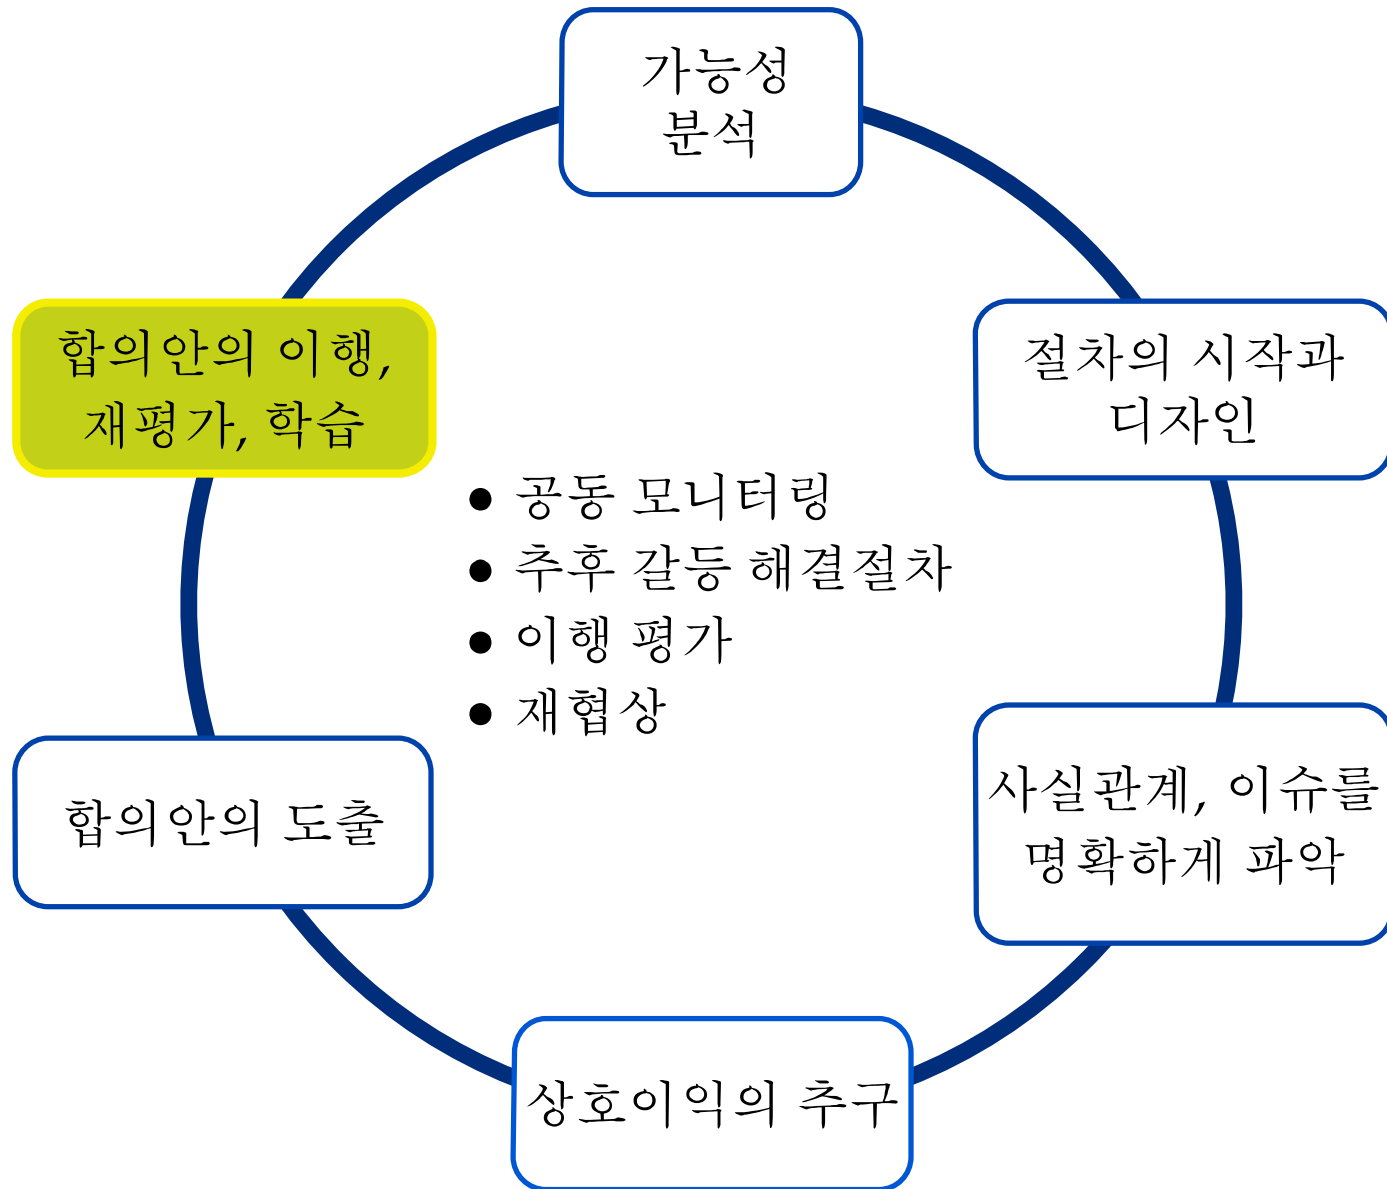 가능성
분석
합의안의 이행,
재평가, 학습
절차의 시작과
디자인
● 공동 모니터링
● 추후 갈등 해결절차
● 이행 평가
● 재협상
합의안의 도출
사실관계, 이슈를
명확하게 파악
상호이익의 추구